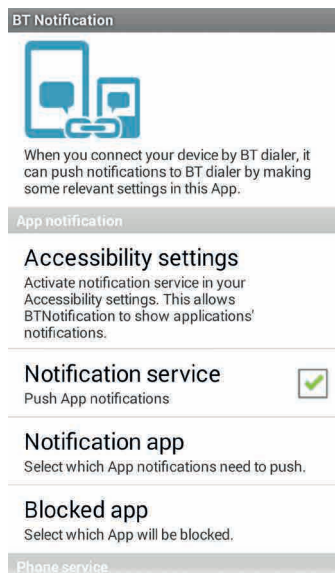 BT Notification
When you connect your device by BT dialer, it
can push notifications to BT dialer by making
some relevant settings in this App.
App notification
Accessibility settings
Activate notification service in your
Accessibility settings. This allows
BTNotification to show applications'
notifications.
Notification service
Push App notifications
Notification app
Select which App notifications need to push.
Blocked app
Select which App will be blocked.
Phone service